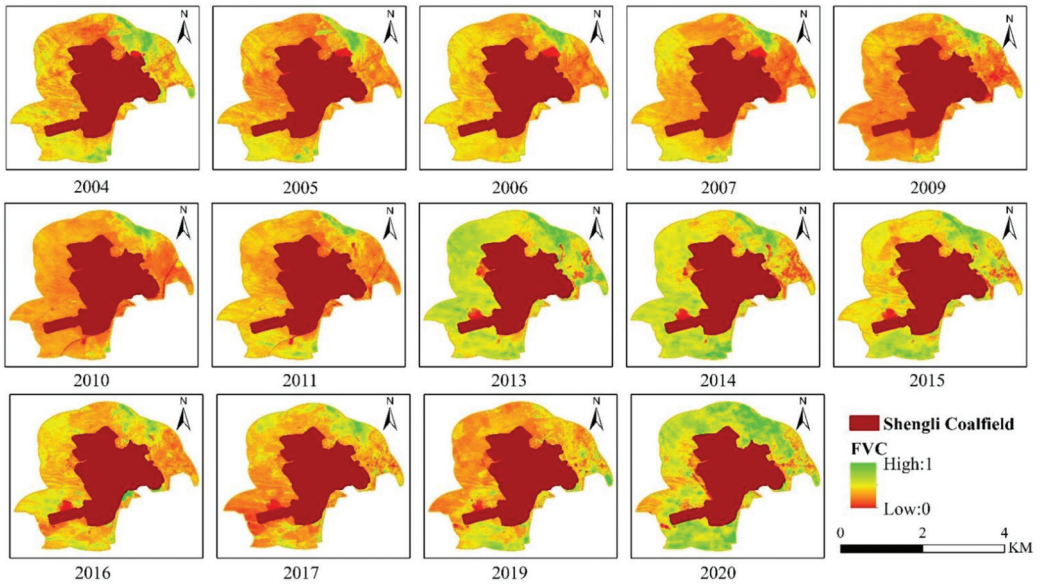 N N N N N
2004 2005 2006 2007 2009
N N N N N
2010 2011 2013 2014 2015
N N N N
Shengli Coalfield
FVC
High:1
Low:0
0 2 4
KM
2016 2017 2019 2020